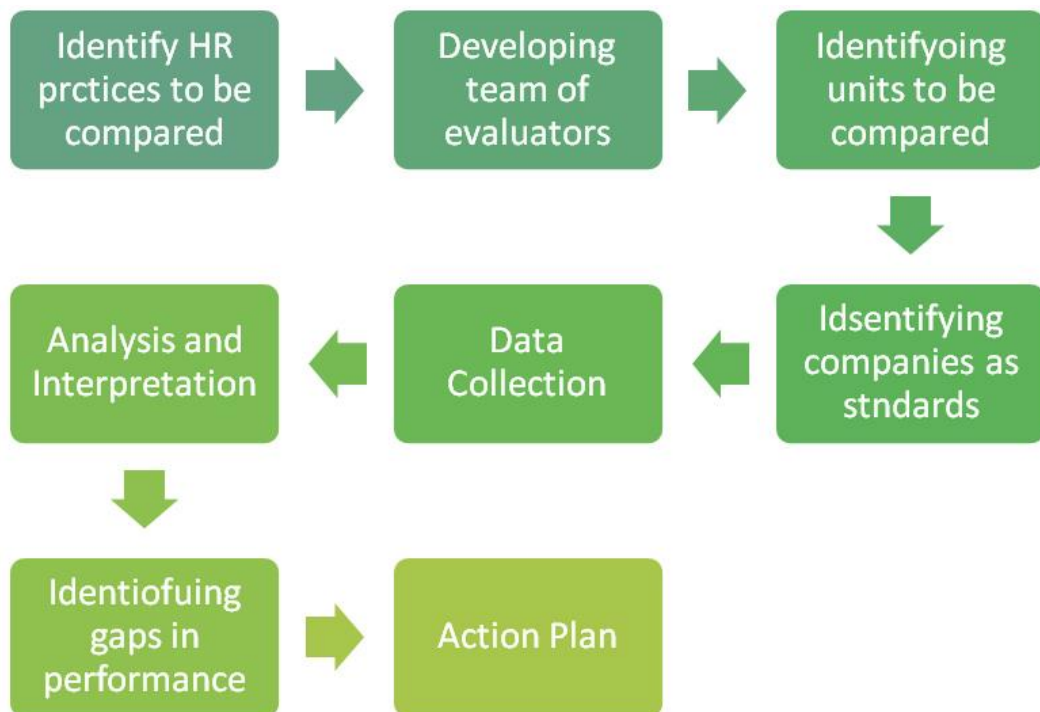 Identify HR
prctices to be
compared
Developing
team of
evaluators
Identifyoing
units to be
compared
Idsentifying
companies as
stndards
Data
Collection
Analysis and
Interpretation
Identiofuing
gaps in
performance
Action Plan